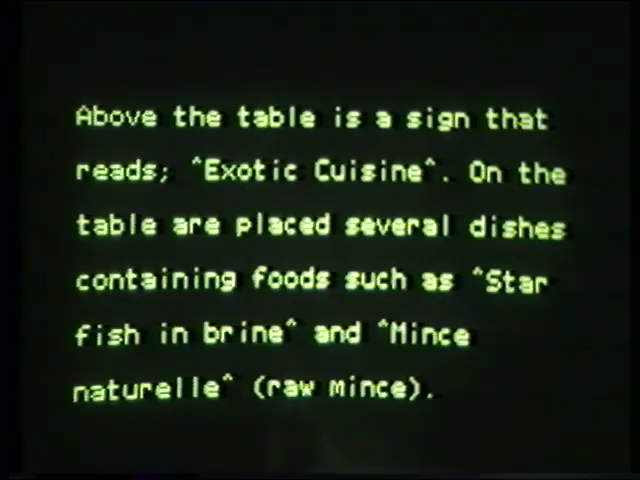 Above the table is a sign that
reads; ^Exotic Cuisine^. On the
table are placed several dishes
containing foods such as ^Star
fish in brine^ and ^Mince
naturelle^ (raw mince).